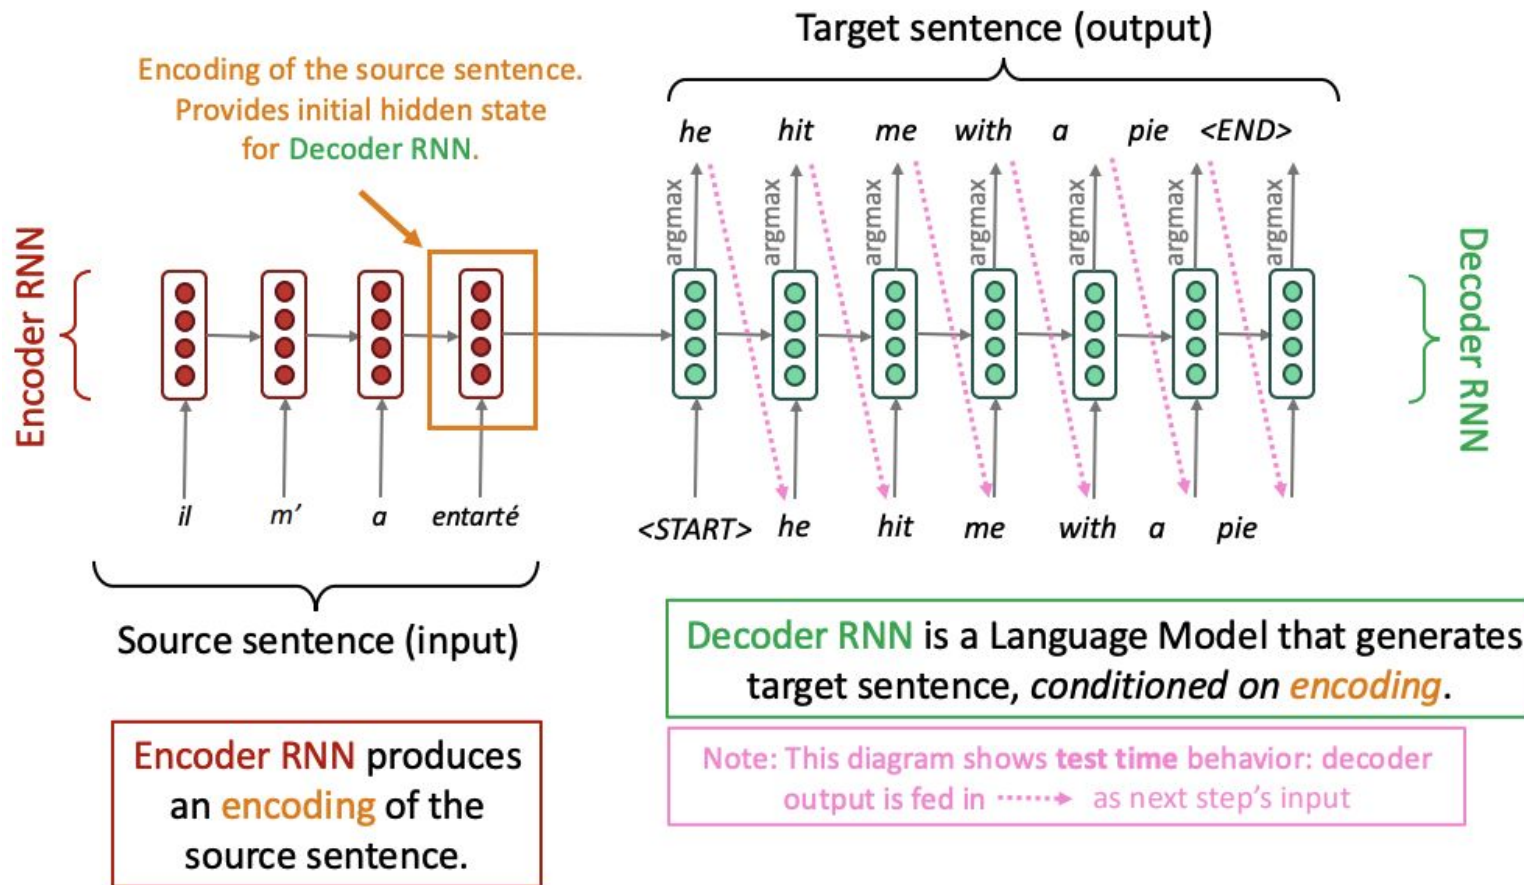 Target sentence (output)
Encoding of the source sentence.
Provides initial hidden state
for Decoder RNN.
he hit me with a pie <END>
argmax argmax argmax argmax argmax argmax argmax
Encoder RNN
Decoder RNN
il m’ a entarté
<START> he hit me with a pie
Source sentence (input)
Decoder RNN is a Language Model that generates
target sentence, conditioned on encoding.
Encoder RNN produces
an encoding of the
source sentence.
Note: This diagram shows test time behavior: decoder
output is fed in as next step’s input